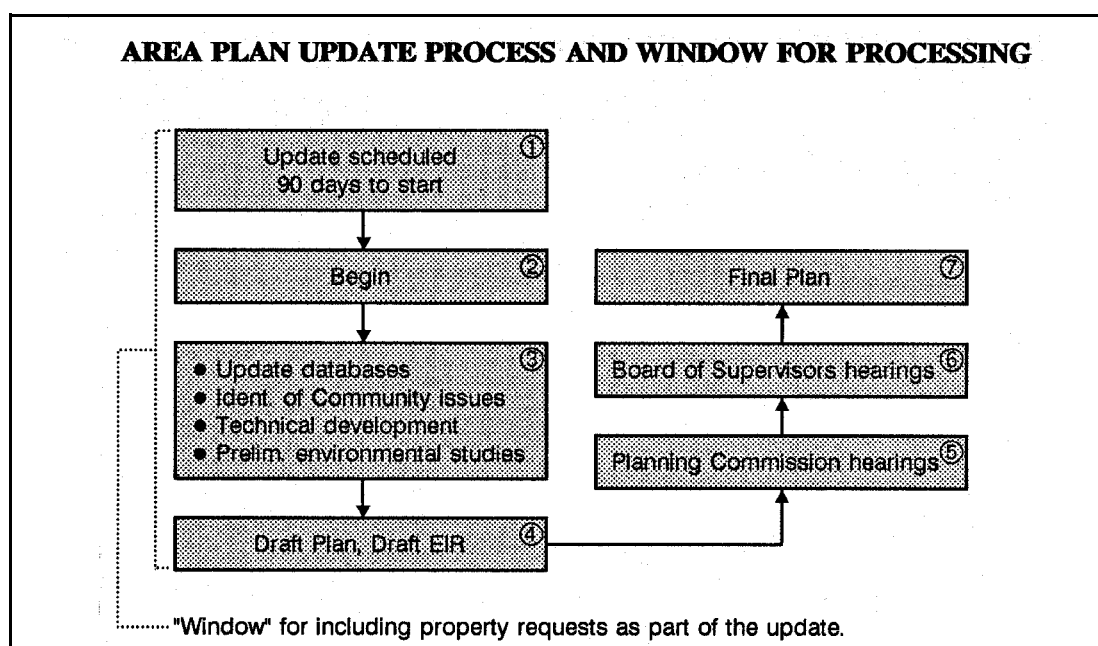 AREA PLAN UPDATE PROCESS AND WINDOW FOR PROCESSING
①
Update scheduled
90 days to start
②
Begin
③
● Update databases
● Ident. of Community issues
● Technical development
● Prelim. environmental studies
④
Draft Plan, Draft EIR
⑤
Planning Commission hearings
⑥
Board of Supervisors hearings
⑦
Final Plan
"Window" for including property requests as part of the update.